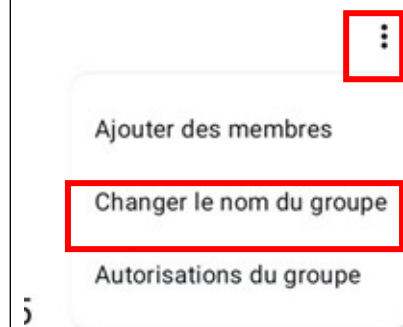 Ajouter des membres
Changer le nom du groupe
Autorisations du groupe